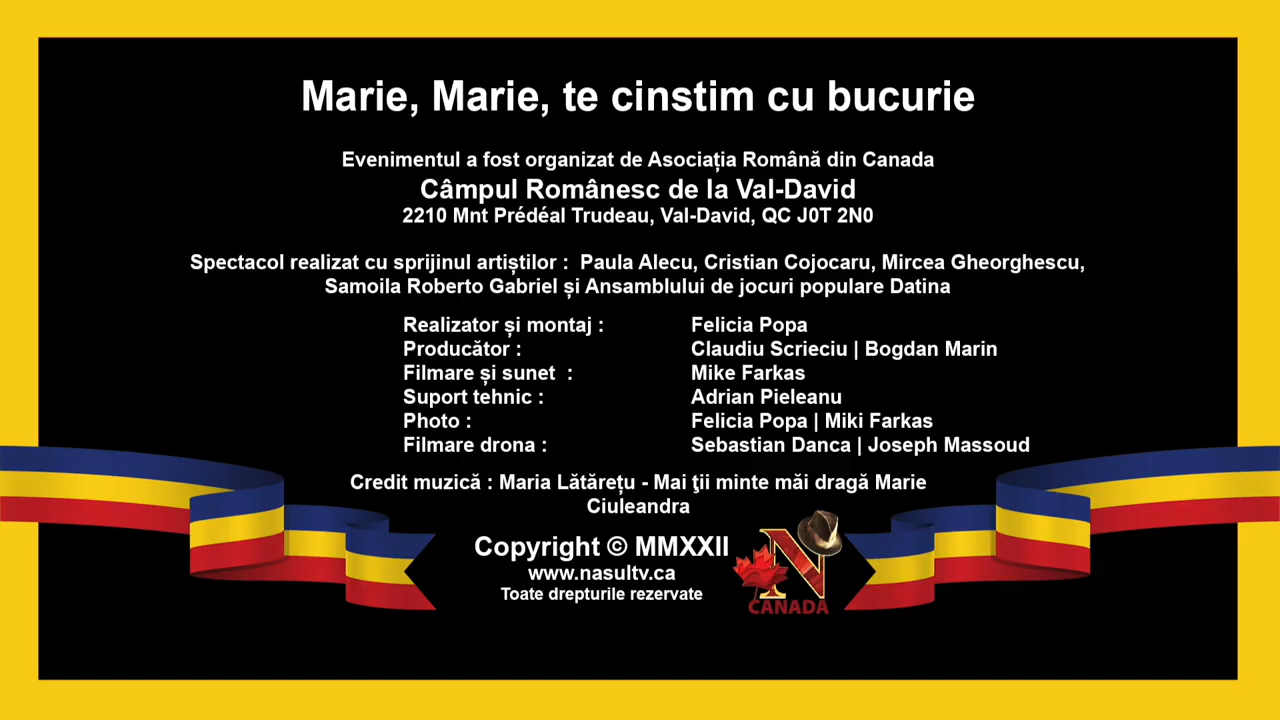 Marie, Marie, te cinstim cu bucurie
Evenimentul a fost organizat de Asociația Română din Canada
Câmpul Românesc de la Val-David
2210 Mnt Prédéal Trudeau, Val-David, QC J0T 2N0
Spectacol realizat cu sprijinul artiștilor : Paula Alecu, Cristian Cojocaru, Mircea Gheorghescu,
Samoila Roberto Gabriel și Ansamblului de jocuri populare Datina
Realizator și montaj : Felicia Popa
Producător : Claudiu Scrieciu | Bogdan Marin
Filmare și sunet : Mike Farkas
Suport tehnic : Adrian Pieleanu
Photo : Felicia Popa | Miki Farkas
Filmare drona : Sebastian Danca | Joseph Massoud
Credit muzică : Maria Lătărețu - Mai ţii minte măi dragă Marie
Ciuleandra
Copyright © MMXXII
www.nasultv.ca
Toate drepturile rezervate
N
CANADA